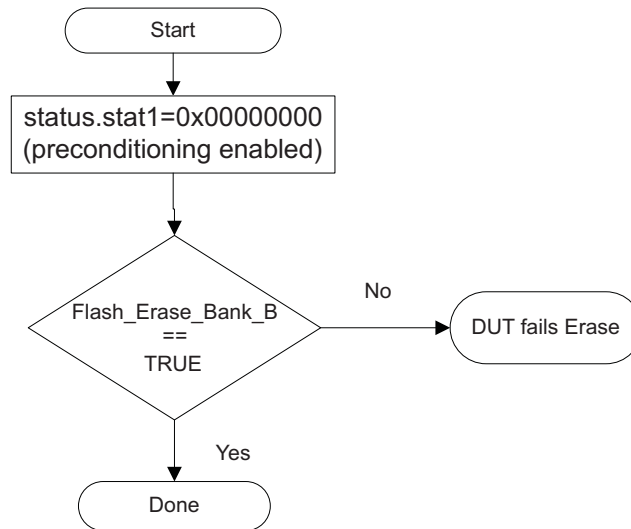 Start
status.stat1=0x00000000
(preconditioning enabled)
Flash_Erase_Bank_B
==
TRUE
No
DUT fails Erase
Yes
Done